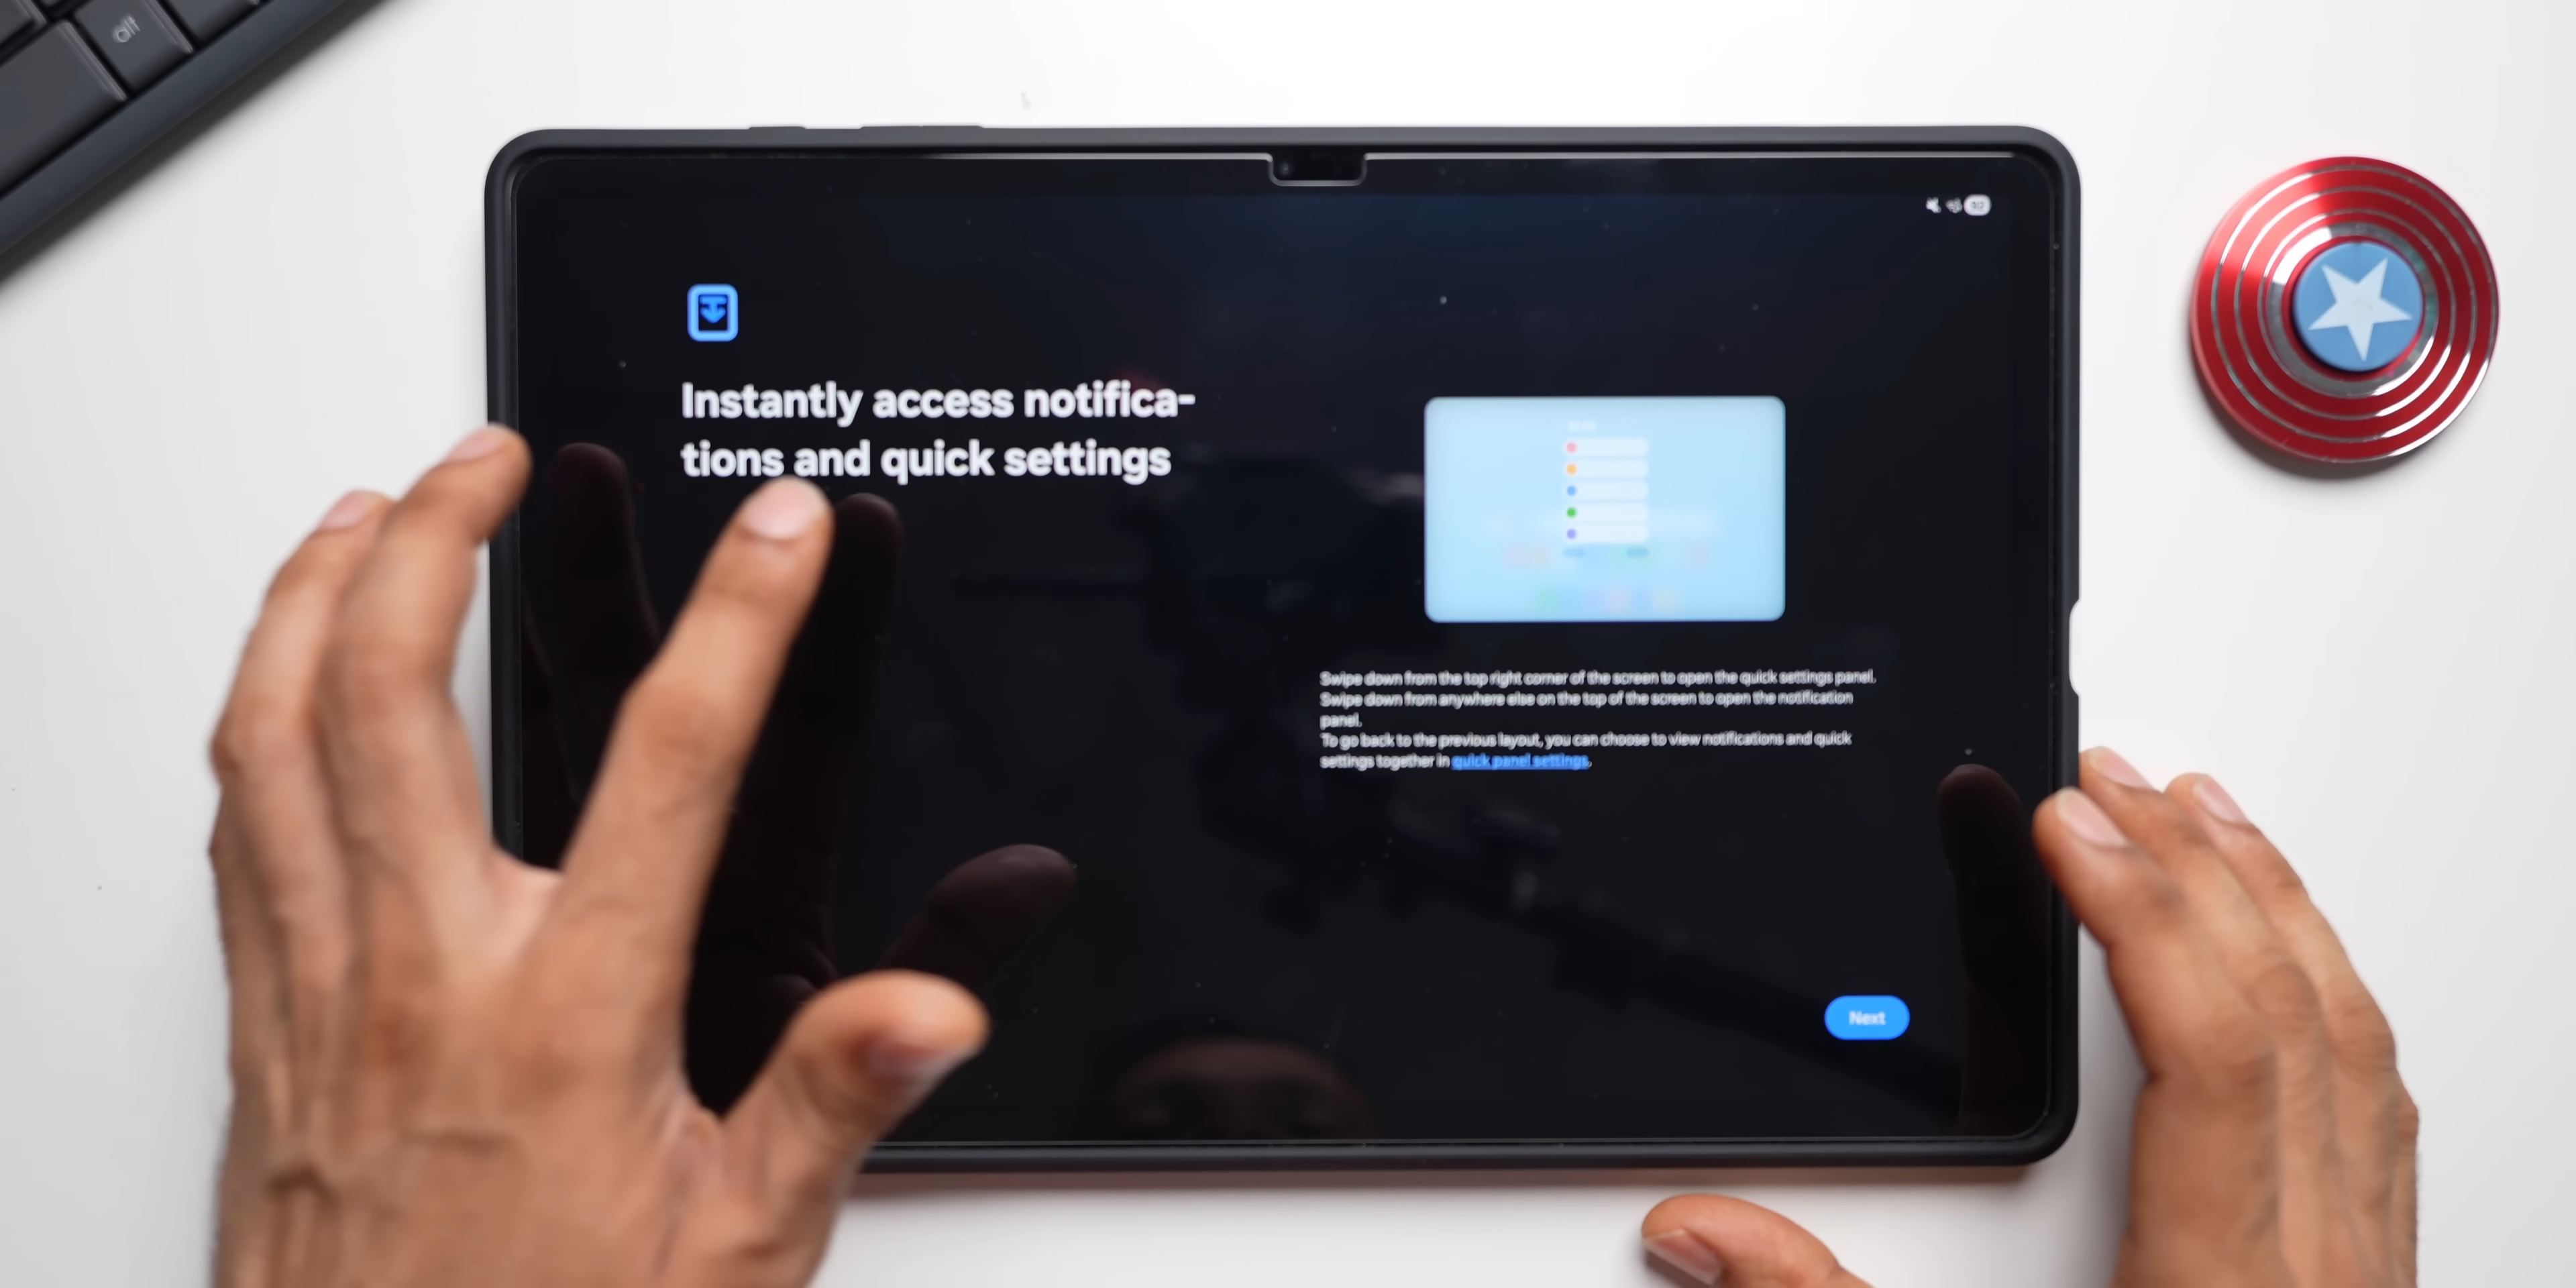 alt
Instantly access notifica-
tions and quick settings
Swipe down from the top right corner of the screen to open the quick settings panel.
Swipe down from anywhere else on the top of the screen to open the notification
panel.
To go back to the previous layout, you can choose to view notifications and quick
settings together in quick panel settings.
Next